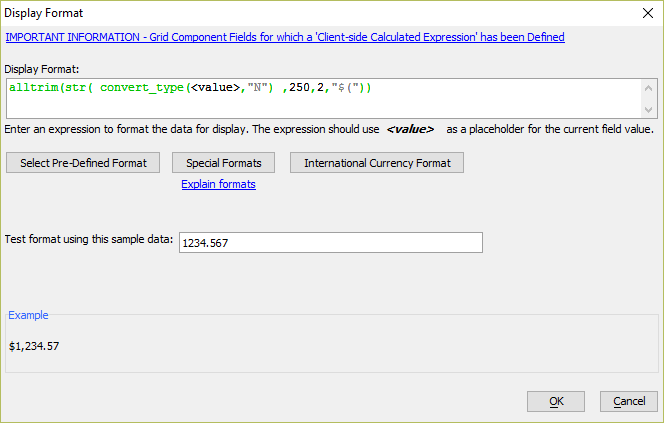 Display Format
IMPORTANT INFORMATION - Grid Component Fields for which a 'Client-side Calculated Expression' has been Defined
Display Format:
alltrim(str( convert_type(<value>,"N") ,250,2,"$("))
Enter an expression to format the data for display. The expression should use <value> as a placeholder for the current field value.
Select Pre-Defined Format Special Formats International Currency Format
Explain formats
Test format using this sample data: 1234.567
Example
$1,234.57
OK Cancel